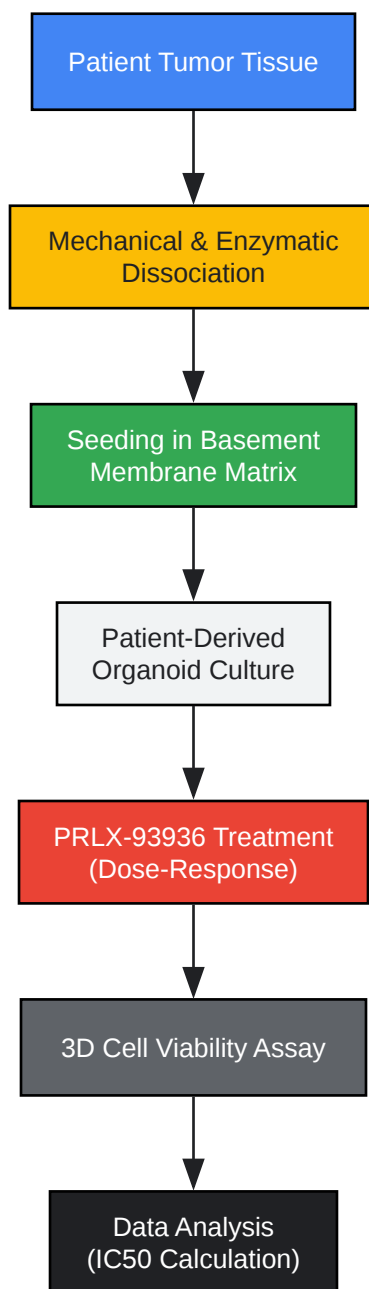 Patient Tumor Tissue
Mechanical & Enzymatic
Dissociation
Seeding in Basement
Membrane Matrix
Patient-Derived
Organoid Culture
PRLX-93936 Treatment
(Dose-Response)
3D Cell Viability Assay
Data Analysis
(IC50 Calculation)